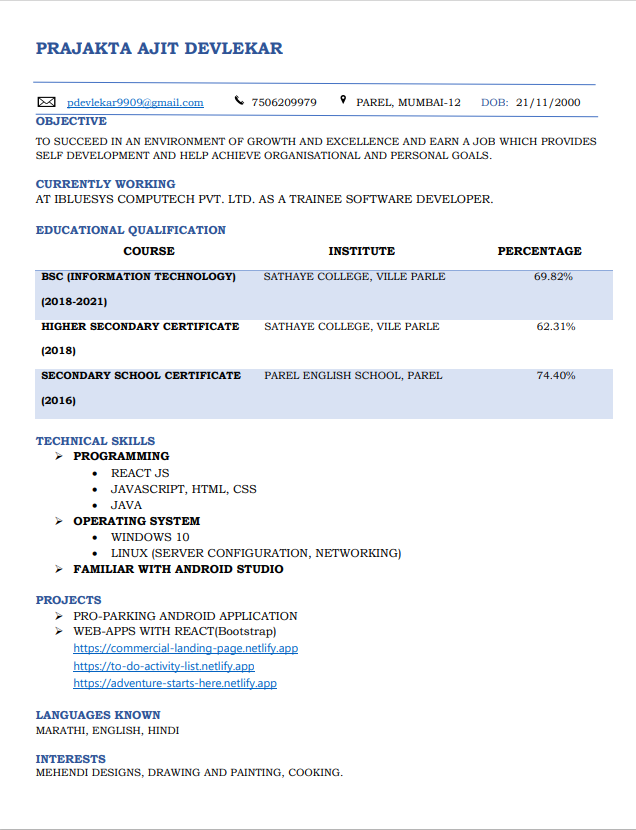 PRAJAKTA AJIT DEVLEKAR
pdevlekar9909@gmail.com 7506209979 PAREL, MUMBAI-12 DOB: 21/11/2000
OBJECTIVE
TO SUCCEED IN AN ENVIRONMENT OF GROWTH AND EXCELLENCE AND EARN A JOB WHICH PROVIDES
SELF DEVELOPMENT AND HELP ACHIEVE ORGANISATIONAL AND PERSONAL GOALS.
CURRENTLY WORKING
AT IBLUESYS COMPUTECH PVT. LTD. AS A TRAINEE SOFTWARE DEVELOPER.
EDUCATIONAL QUALIFICATION
COURSE INSTITUTE PERCENTAGE
BSC (INFORMATION TECHNOLOGY) SATHAYE COLLEGE, VILLE PARLE 69.82%
(2018-2021)
HIGHER SECONDARY CERTIFICATE SATHAYE COLLEGE, VILE PARLE 62.31%
(2018)
SECONDARY SCHOOL CERTIFICATE PAREL ENGLISH SCHOOL, PAREL 74.40%
(2016)
TECHNICAL SKILLS
➢ PROGRAMMING
• REACT JS
• JAVASCRIPT, HTML, CSS
• JAVA
➢ OPERATING SYSTEM
• WINDOWS 10
• LINUX (SERVER CONFIGURATION, NETWORKING)
➢ FAMILIAR WITH ANDROID STUDIO
PROJECTS
➢ PRO-PARKING ANDROID APPLICATION
➢ WEB-APPS WITH REACT(Bootstrap)
https://commercial-landing-page.netlify.app
https://to-do-activity-list.netlify.app
https://adventure-starts-here.netlify.app
LANGUAGES KNOWN
MARATHI, ENGLISH, HINDI
INTERESTS
MEHENDI DESIGNS, DRAWING AND PAINTING, COOKING.